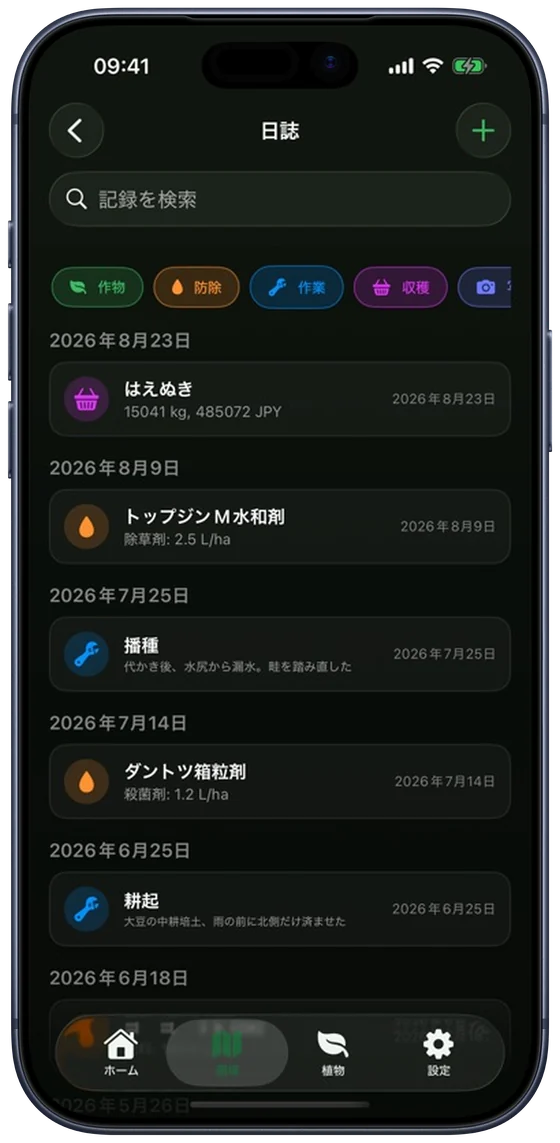 09:41
日誌
記録を検索
作物
防除
作業
収穫
2026年8月23日
はえぬき
15041 kg, 485072 JPY
2026年8月23日
2026年8月9日
トップジンM水和剤
除草剤: 2.5 L/ha
2026年8月9日
2026年7月25日
播種
代かき後、水尻から漏水。畦を踏み直した
2026年7月25日
2026年7月14日
ダントツ箱粒剤
殺菌剤: 1.2 L/ha
2026年7月14日
2026年6月25日
耕起
大豆の中耕培土、雨の前に北側だけ済ませた
2026年6月25日
2026年6月18日
ホーム
植物
設定
2026年5月26日